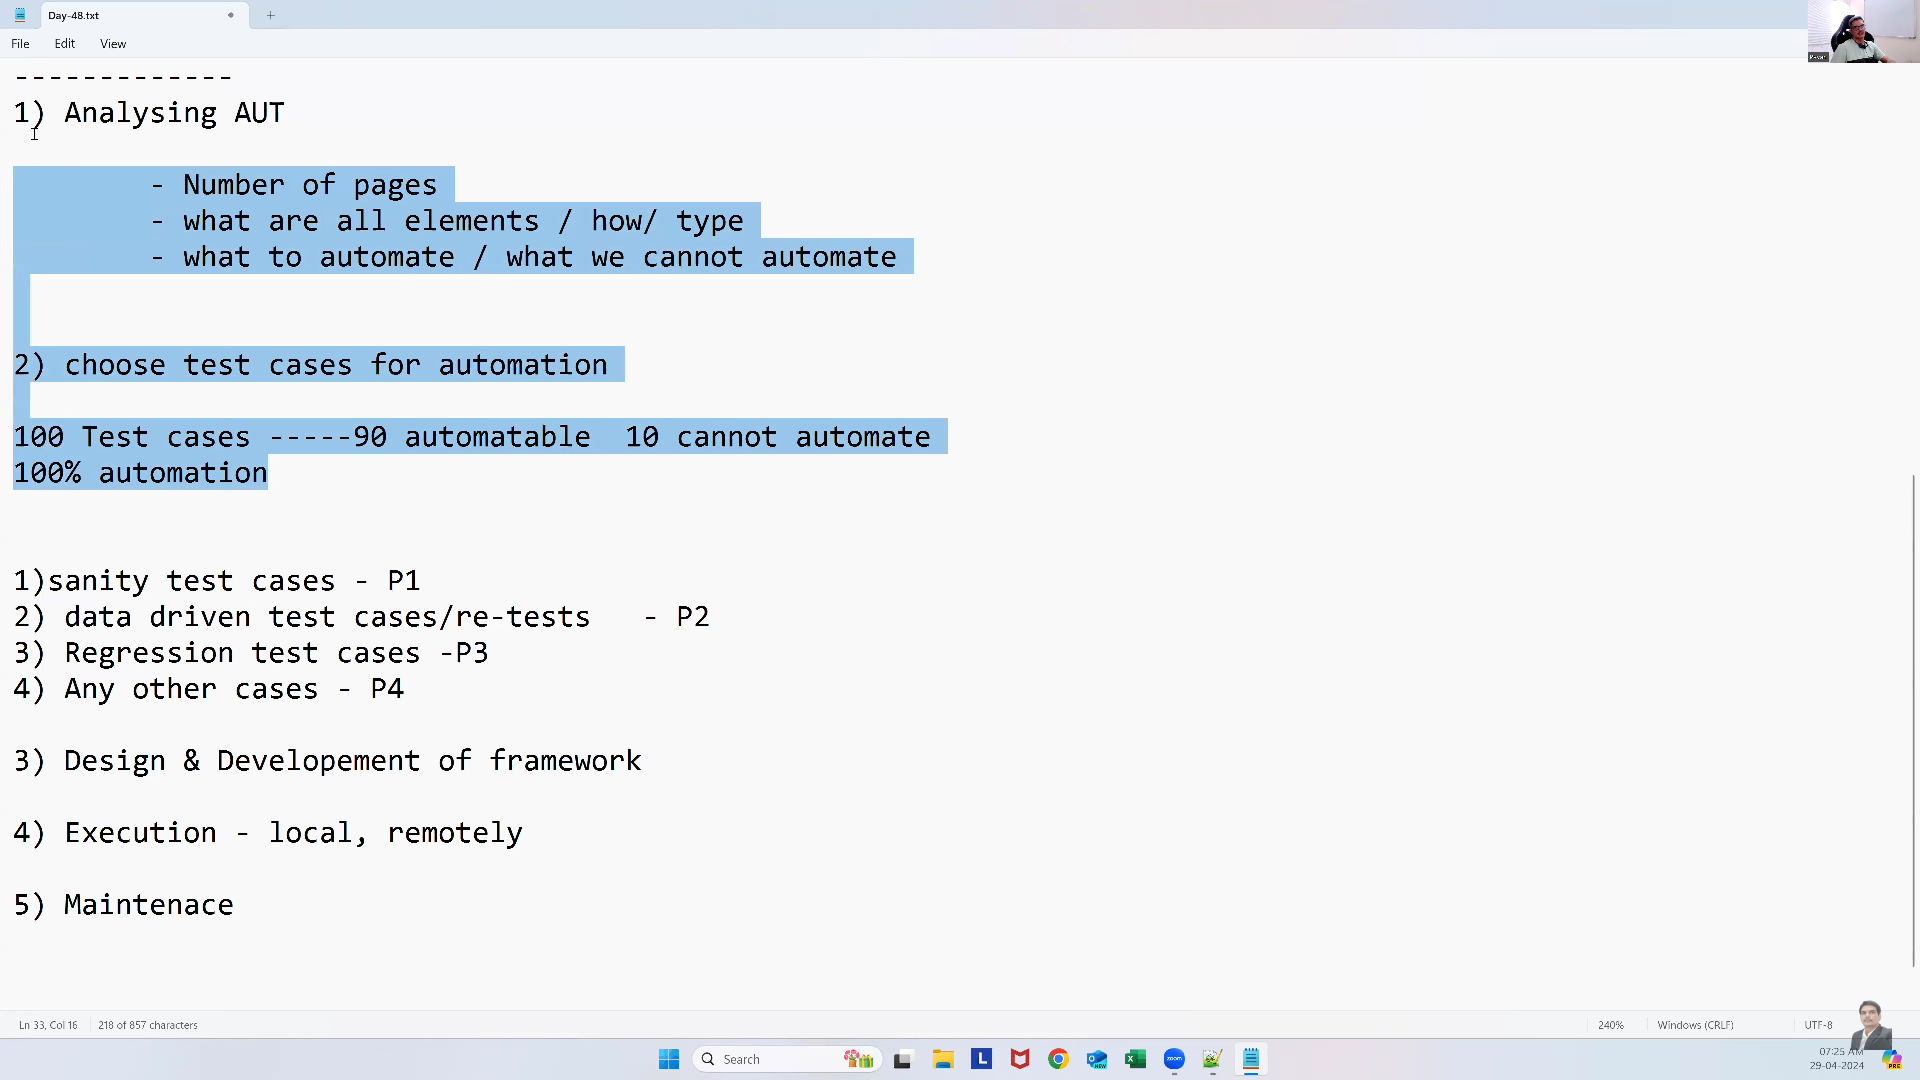 Day-48.txt
File Edit View
-------------
1) Analysing AUT
- Number of pages
- what are all elements / how/ type
- what to automate / what we cannot automate
2) choose test cases for automation
100 Test cases -----90 automatable 10 cannot automate
100% automation
1)sanity test cases - P1
2) data driven test cases/re-tests - P2
3) Regression test cases -P3
4) Any other cases - P4
3) Design & Developement of framework
4) Execution - local, remotely
5) Maintenace
Ln 33, Col 16 218 of 857 characters 240% Windows (CRLF) UTF-8
Search
07:25 AM
29-04-2024